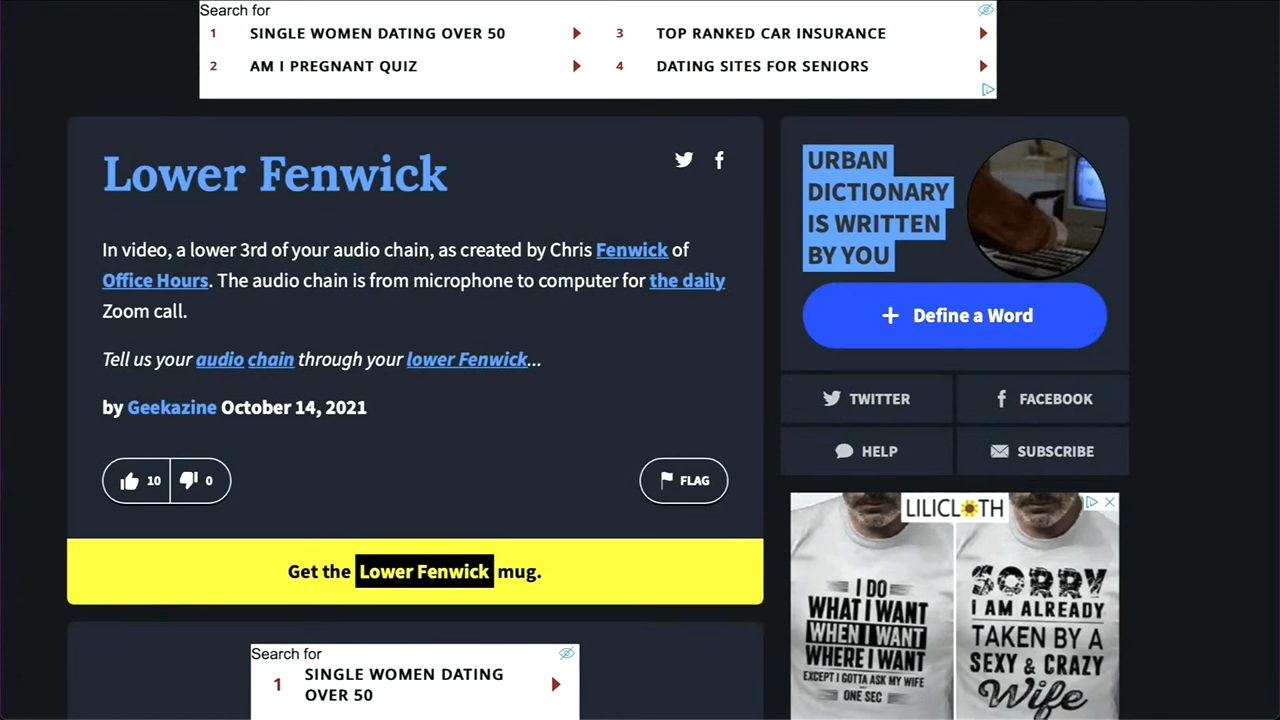 Search for
1 SINGLE WOMEN DATING OVER 50
3 TOP RANKED CAR INSURANCE
2 AM I PREGNANT QUIZ
4 DATING SITES FOR SENIORS
Lower Fenwick
In video, a lower 3rd of your audio chain, as created by Chris Fenwick of
Office Hours. The audio chain is from microphone to computer for the daily
Zoom call.
Tell us your audio chain through your lower Fenwick...
by Geekazine October 14, 2021
10 0
FLAG
Get the Lower Fenwick mug.
Search for
1 SINGLE WOMEN DATING
OVER 50
URBAN
DICTIONARY
IS WRITTEN
BY YOU
+ Define a Word
TWITTER
FACEBOOK
HELP
SUBSCRIBE
LILICLOTH
I DO
WHAT I WANT
WHEN I WANT
WHERE I WANT
EXCEPT I GOTTA ASK MY WIFE
ONE SEC
SORRY
I AM ALREADY
TAKEN BY A
SEXY & CRAZY
Wife